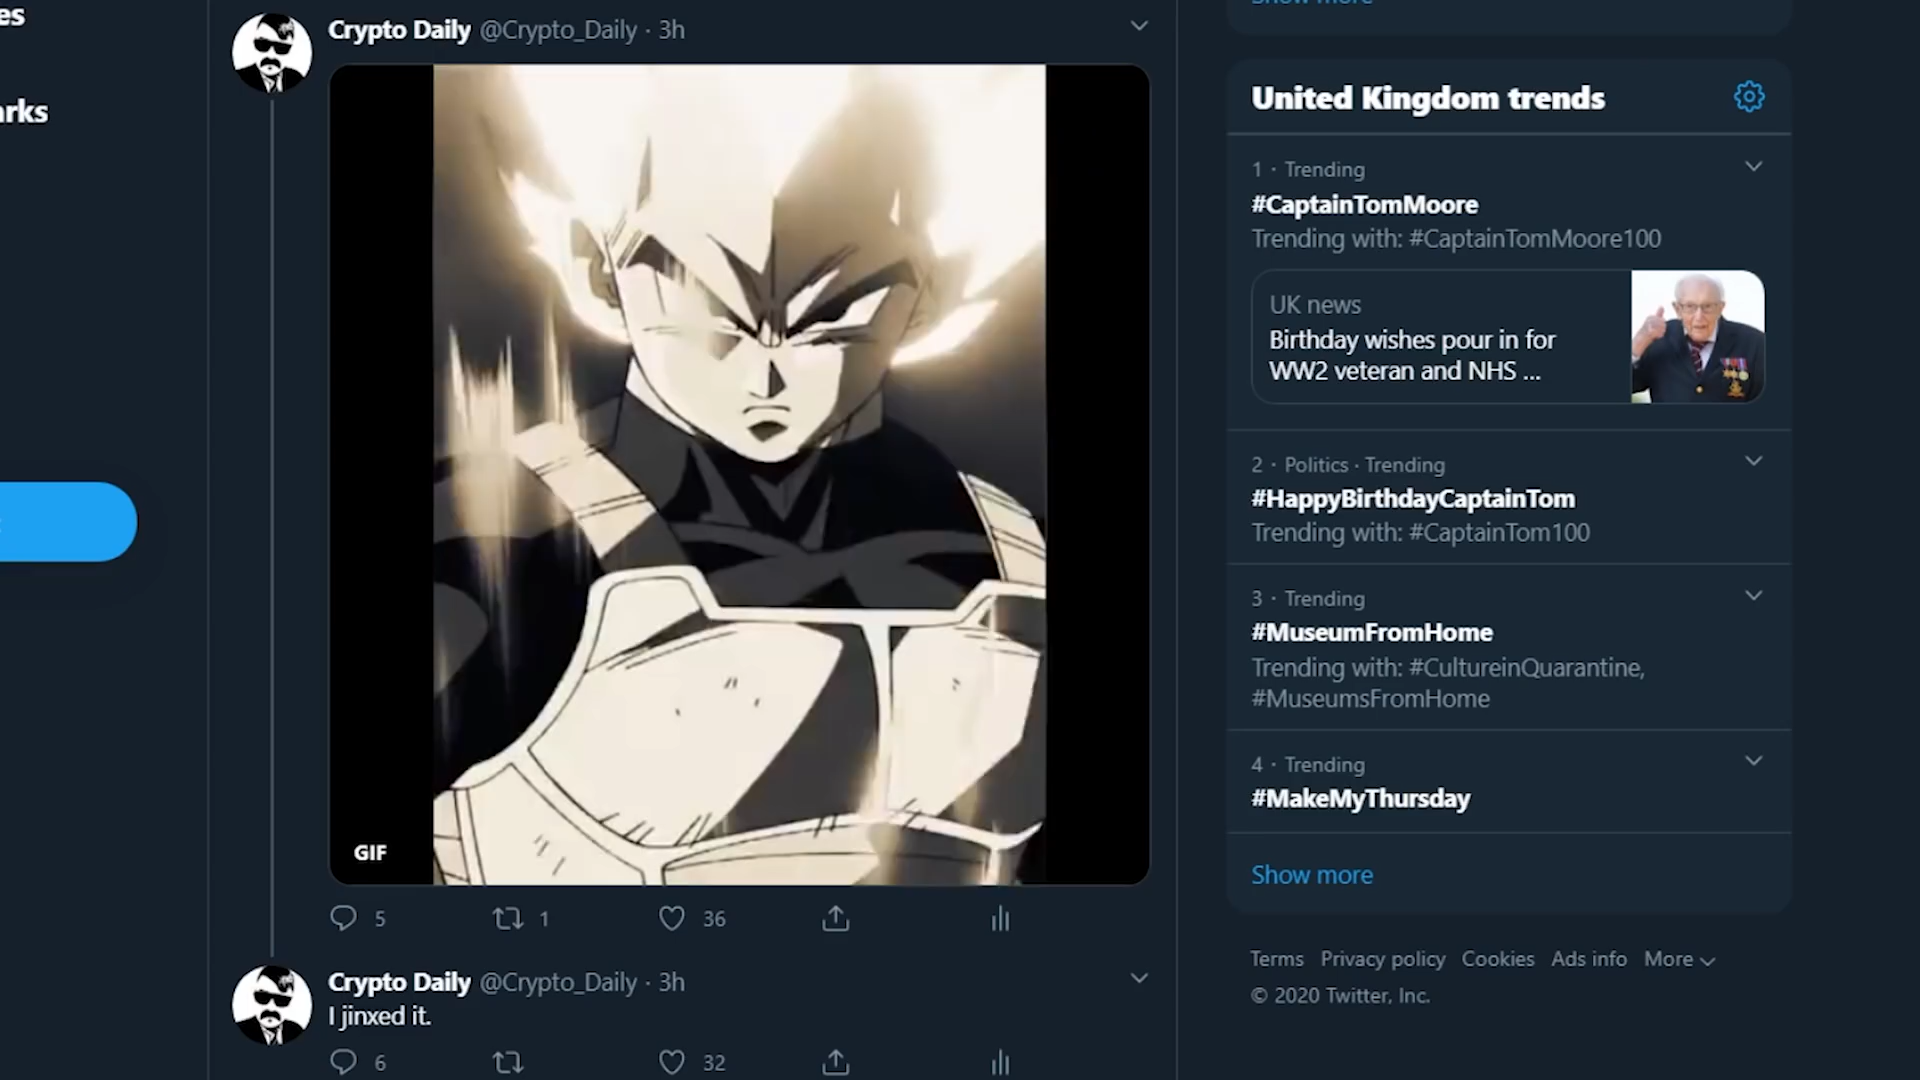 es
arks
Crypto Daily @Crypto_Daily · 3h
GIF
5 1 36
Crypto Daily @Crypto_Daily · 3h
I jinxed it.
6 32
Show more
United Kingdom trends
1 · Trending
#CaptainTomMoore
Trending with: #CaptainTomMoore100
UK news
Birthday wishes pour in for
WW2 veteran and NHS ...
2 · Politics · Trending
#HappyBirthdayCaptainTom
Trending with: #CaptainTom100
3 · Trending
#MuseumFromHome
Trending with: #CultureinQuarantine,
#MuseumsFromHome
4 · Trending
#MakeMyThursday
Show more
Terms Privacy policy Cookies Ads info More
© 2020 Twitter, Inc.